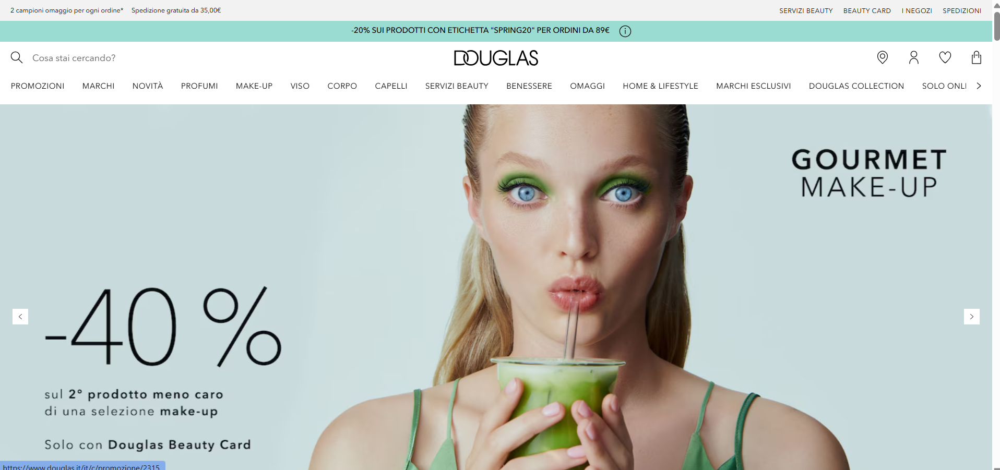 2 campioni omaggio per ogni ordine* Spedizione gratuita da 35,00€
SERVIZI BEAUTY BEAUTY CARD I NEGOZI SPEDIZIONI
-20% SUI PRODOTTI CON ETICHETTA "SPRING20" PER ORDINI DA 89€
Cosa stai cercando?
DOUGLAS
PROMOZIONI MARCHI NOVITÀ PROFUMI MAKE-UP VISO CORPO CAPELLI SERVIZI BEAUTY BENESSERE OMAGGI HOME & LIFESTYLE MARCHI ESCLUSIVI DOUGLAS COLLECTION SOLO ONLI
GOURMET
MAKE-UP
-40 %
sul 2° prodotto meno caro
di una selezione make-up
Solo con Douglas Beauty Card
https://www.douglas.it/it/c/promozione/2315